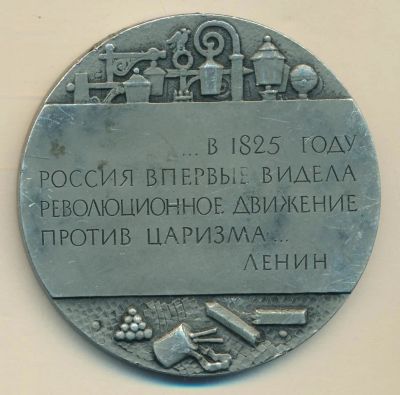 ... В 1825 ГОДУ
РОССИЯ ВПЕРВЫЕ ВИДЕЛА
РЕВОЛЮЦИОННОЕ ДВИЖЕНИЕ
ПРОТИВ ЦАРИЗМА ...
ЛЕНИН